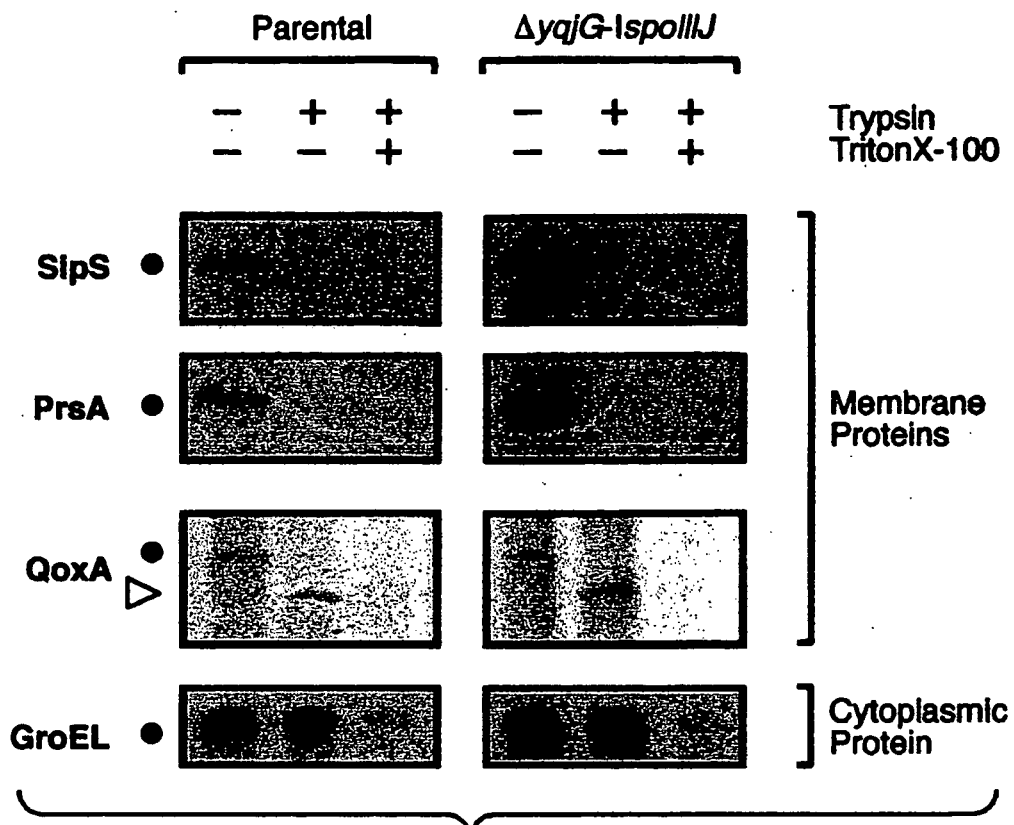 Parental ΔyqjG-IspoIIIJ
− + + − + + Trypsin
− − + − − + TritonX-100
SipS
PrsA
Membrane
Proteins
QoxA
GroEL
Cytoplasmic
Protein